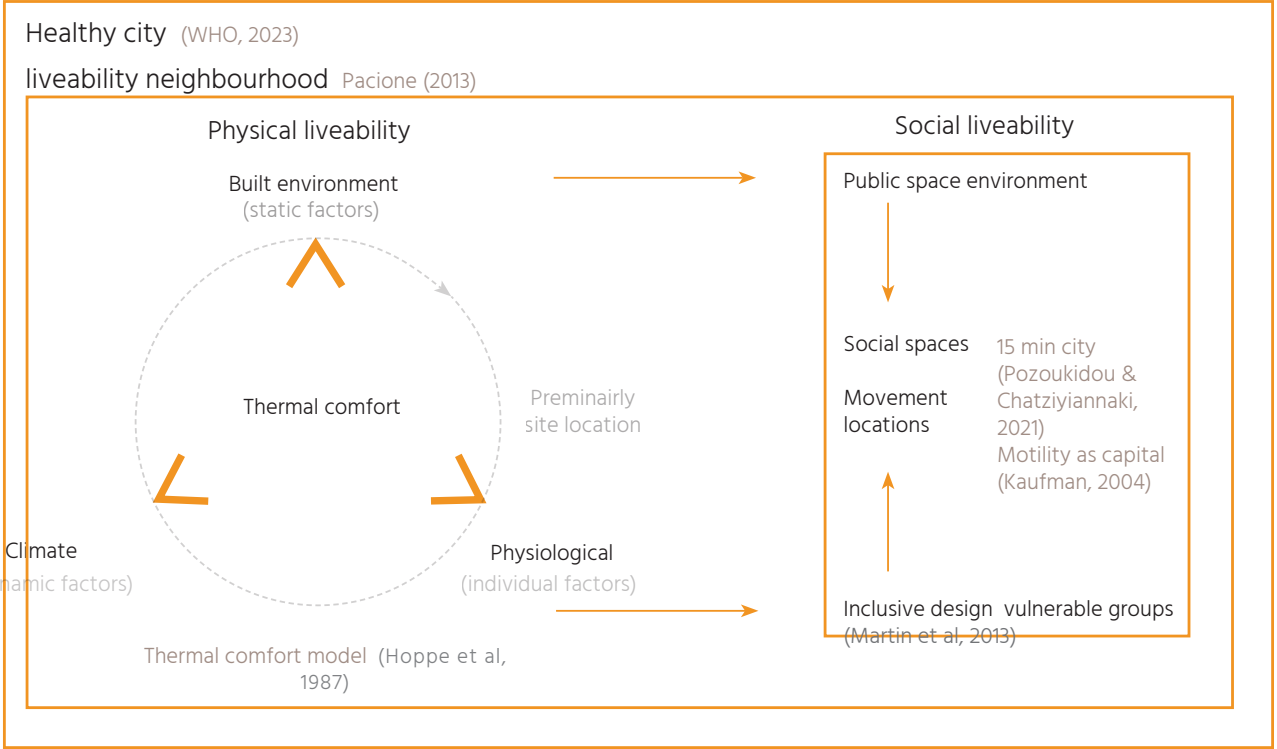 Healthy city (WHO, 2023)
liveability neighbourhood Pacione (2013)
Physical liveability
Built environment
(static factors)
Thermal comfort
Preminairly
site location
Climate
namic factors)
Physiological
(individual factors)
Thermal comfort model (Hoppe et al,
1987)
Social liveability
Public space environment
Social spaces
Movement
locations
15 min city
(Pozoukidou &
Chatziyiannaki,
2021)
Motility as capital
(Kaufman, 2004)
Inclusive design vulnerable groups
(Martin et al, 2013)